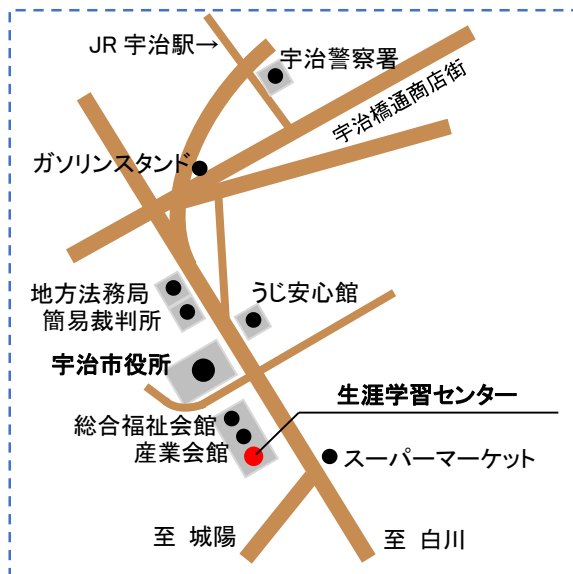 JR 宇治駅→
宇治警察署
宇治橋通商店街
ガソリンスタンド
地方法務局
簡易裁判所
うじ安心館
宇治市役所
生涯学習センター
総合福祉会館
産業会館
スーパーマーケット
至 城陽
至 白川